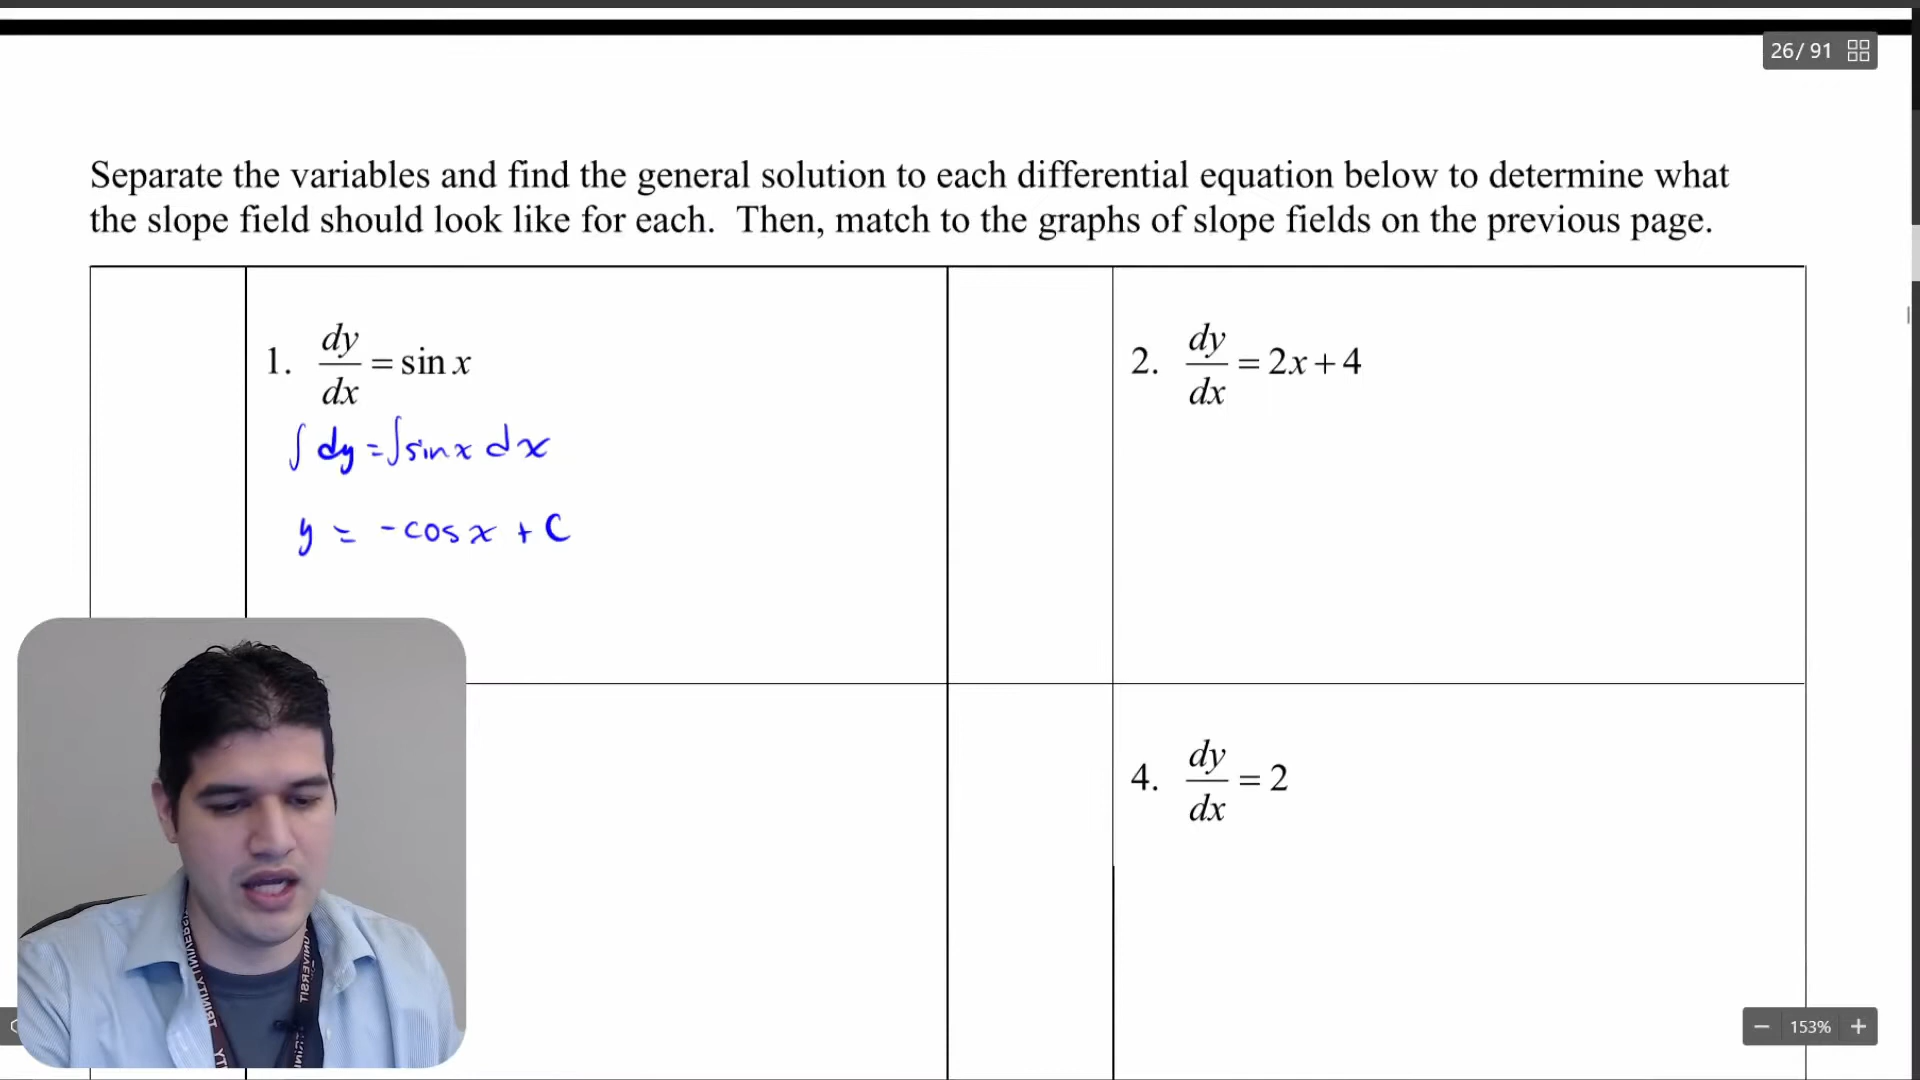 26/ 91
Separate the variables and find the general solution to each differential equation below to determine what
the slope field should look like for each. Then, match to the graphs of slope fields on the previous page.
1. dy/dx = sin x
∫ dy = ∫ sin x dx
y = -cos x + C
2. dy/dx = 2x + 4
4. dy/dx = 2
153%